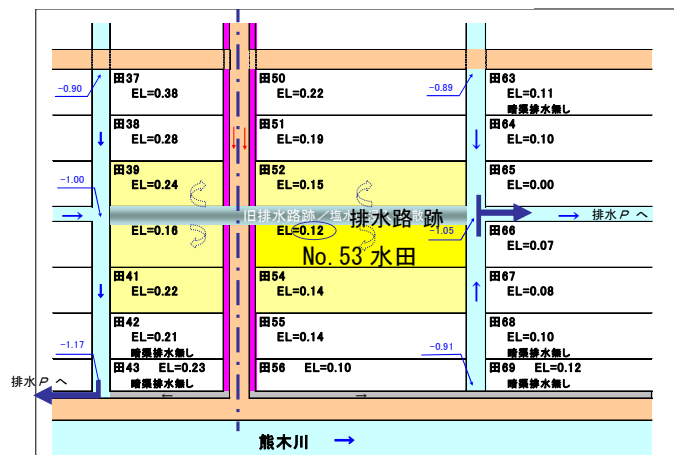 田37
EL=0.38
田50
EL=0.22
田63
EL=0.11
暗渠排水無し
-0.90
-0.89
田38
EL=0.28
田51
EL=0.19
田64
EL=0.10
田39
EL=0.24
田52
EL=0.15
田65
EL=0.00
-1.00
旧排水路跡/塩水
排水路 跡
排水P へ
EL=0.16
EL=0.12
-1.05
田66
EL=0.07
No.53 水田
田41
EL=0.22
田54
EL=0.14
田67
EL=0.08
田42
EL=0.21
暗渠排水無し
田55
EL=0.14
田68
EL=0.10
暗渠排水無し
-1.17
-0.91
田43 EL=0.23
暗渠排水無し
田56 EL=0.10
田69 EL=0.12
暗渠排水無し
排水P へ
← →
熊木川 →